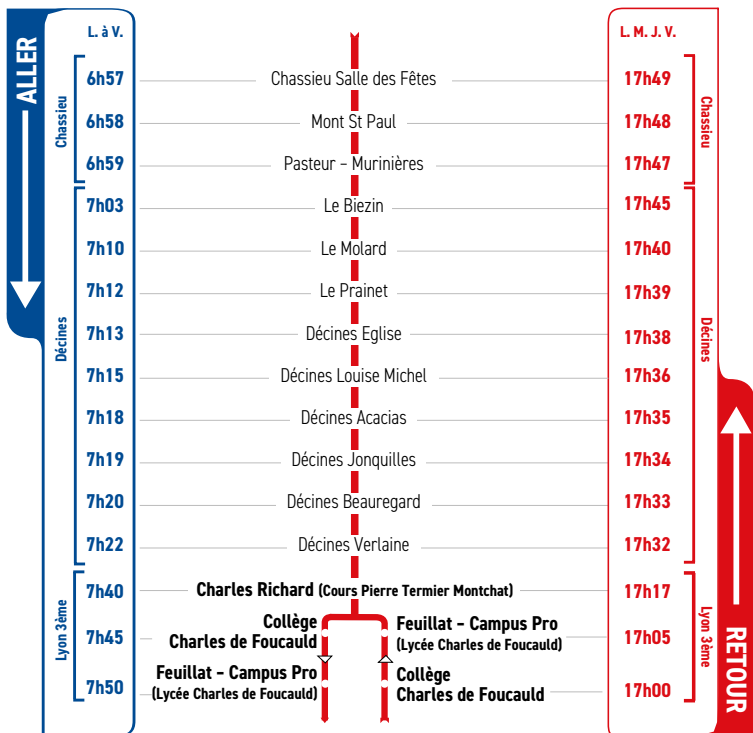 ALLER
L. à V.
L. M. J. V.
Chassieu
6h57 Chassieu Salle des Fêtes 17h49
6h58 Mont St Paul 17h48
6h59 Pasteur – Murinières 17h47
Chassieu
Décines
7h03 Le Biezin 17h45
7h10 Le Molard 17h40
7h12 Le Prainet 17h39
7h13 Décines Eglise 17h38
7h15 Décines Louise Michel 17h36
7h18 Décines Acacias 17h35
7h19 Décines Jonquilles 17h34
7h20 Décines Beauregard 17h33
7h22 Décines Verlaine 17h32
Décines
Lyon 3ème
7h40 Charles Richard (Cours Pierre Termier Montchat) 17h17
7h45
Collège
Charles de Foucauld
Feuillat – Campus Pro
(Lycée Charles de Foucauld)
17h05
7h50
Feuillat – Campus Pro
(Lycée Charles de Foucauld)
Collège
Charles de Foucauld
17h00
Lyon 3ème
RETOUR